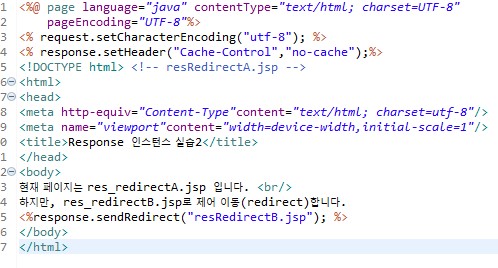 1 <%@ page language="java" contentType="text/html; charset=UTF-8"
2 pageEncoding="UTF-8"%>
3 <% request.setCharacterEncoding("utf-8"); %>
4 <% response.setHeader("Cache-Control","no-cache");%>
5 <!DOCTYPE html> <!-- resRedirectA.jsp -->
6 <html>
7 <head>
8 <meta http-equiv="Content-Type"content="text/html; charset=utf-8"/>
9 <meta name="viewport"content="width=device-width,initial-scale=1"/>
0 <title>Response 인스턴스 실습2</title>
1 </head>
2 <body>
3 현재 페이지는 res_redirectA.jsp 입니다. <br/>
4 하지만, res_redirectB.jsp로 제어 이동(redirect)합니다.
5 <%response.sendRedirect("resRedirectB.jsp"); %>
6 </body>
7 </html>